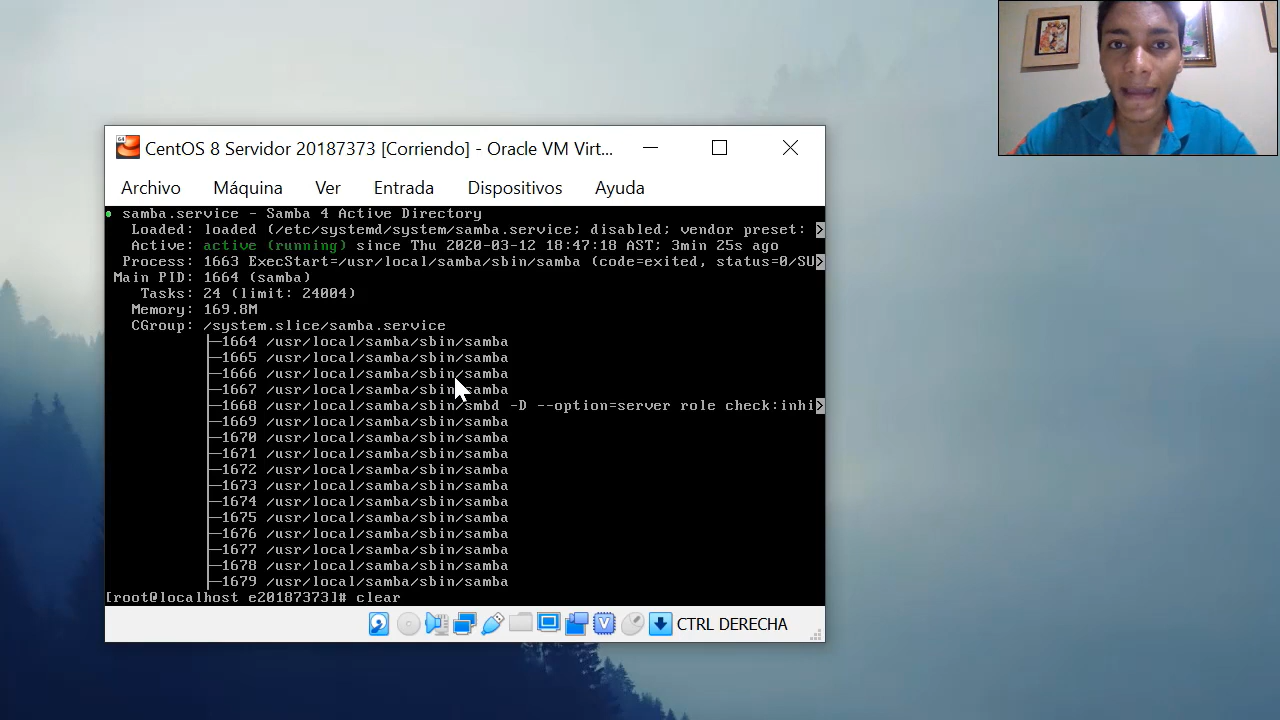 CentOS 8 Servidor 20187373 [Corriendo] - Oracle VM Virt...
Archivo Máquina Ver Entrada Dispositivos Ayuda
● samba.service - Samba 4 Active Directory
Loaded: loaded (/etc/systemd/system/samba.service; disabled; vendor preset: >
Active: active (running) since Thu 2020-03-12 18:47:18 AST; 3min 25s ago
Process: 1663 ExecStart=/usr/local/samba/sbin/samba (code=exited, status=0/SU>
Main PID: 1664 (samba)
Tasks: 24 (limit: 24004)
Memory: 169.8M
CGroup: /system.slice/samba.service
├─1664 /usr/local/samba/sbin/samba
├─1665 /usr/local/samba/sbin/samba
├─1666 /usr/local/samba/sbin/samba
├─1667 /usr/local/samba/sbin/samba
├─1668 /usr/local/samba/sbin/smbd -D --option=server role check:inhi>
├─1669 /usr/local/samba/sbin/samba
├─1670 /usr/local/samba/sbin/samba
├─1671 /usr/local/samba/sbin/samba
├─1672 /usr/local/samba/sbin/samba
├─1673 /usr/local/samba/sbin/samba
├─1674 /usr/local/samba/sbin/samba
├─1675 /usr/local/samba/sbin/samba
├─1676 /usr/local/samba/sbin/samba
├─1677 /usr/local/samba/sbin/samba
├─1678 /usr/local/samba/sbin/samba
├─1679 /usr/local/samba/sbin/samba
[root@localhost e20187373]# clear
CTRL DERECHA